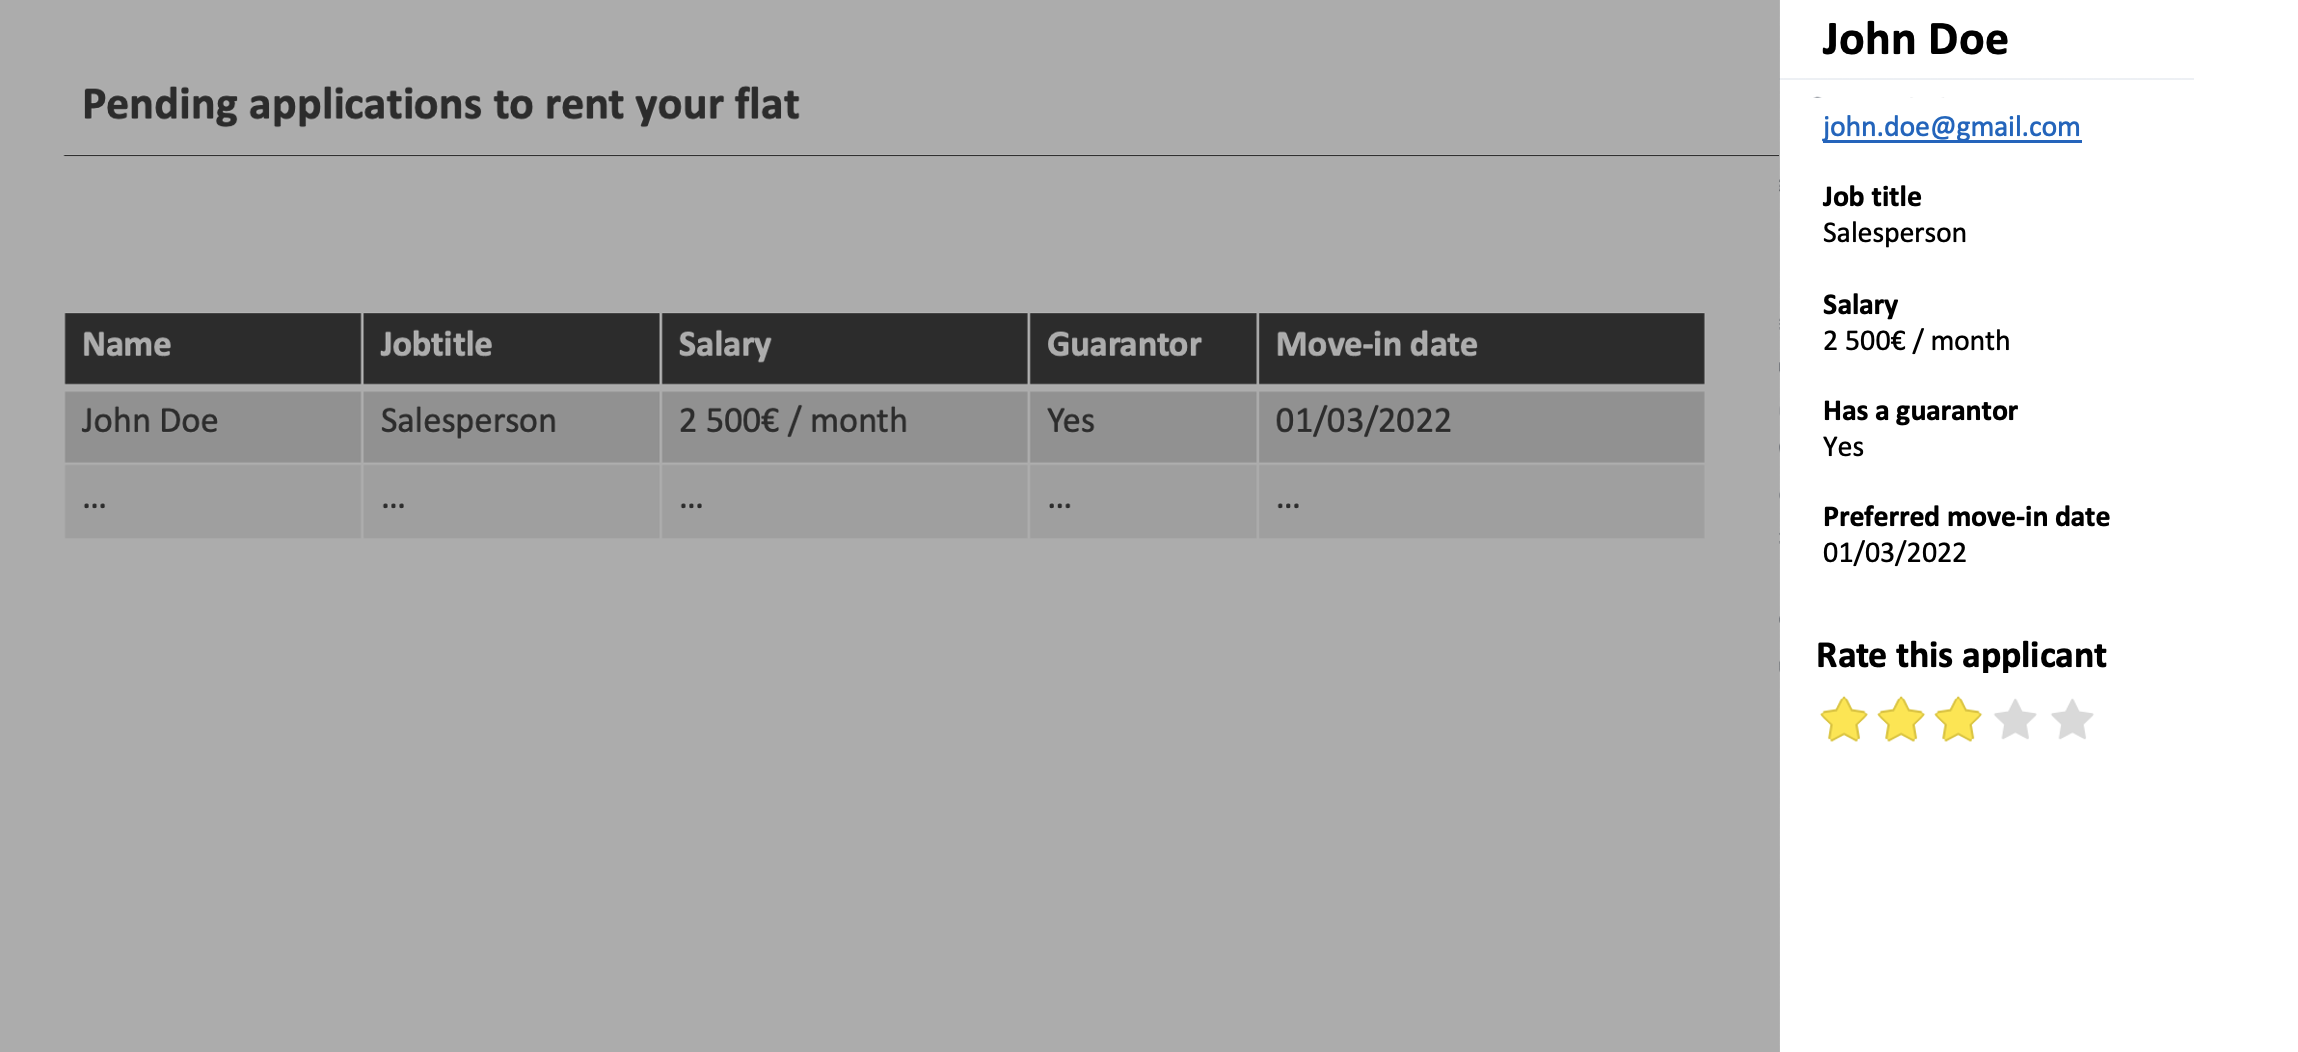 Pending applications to rent your flat
Name Jobtitle Salary Guarantor Move-in date
John Doe Salesperson 2 500€ / month Yes 01/03/2022
... ... ... ... ...
John Doe
john.doe@gmail.com
Job title
Salesperson
Salary
2 500€ / month
Has a guarantor
Yes
Preferred move-in date
01/03/2022
Rate this applicant